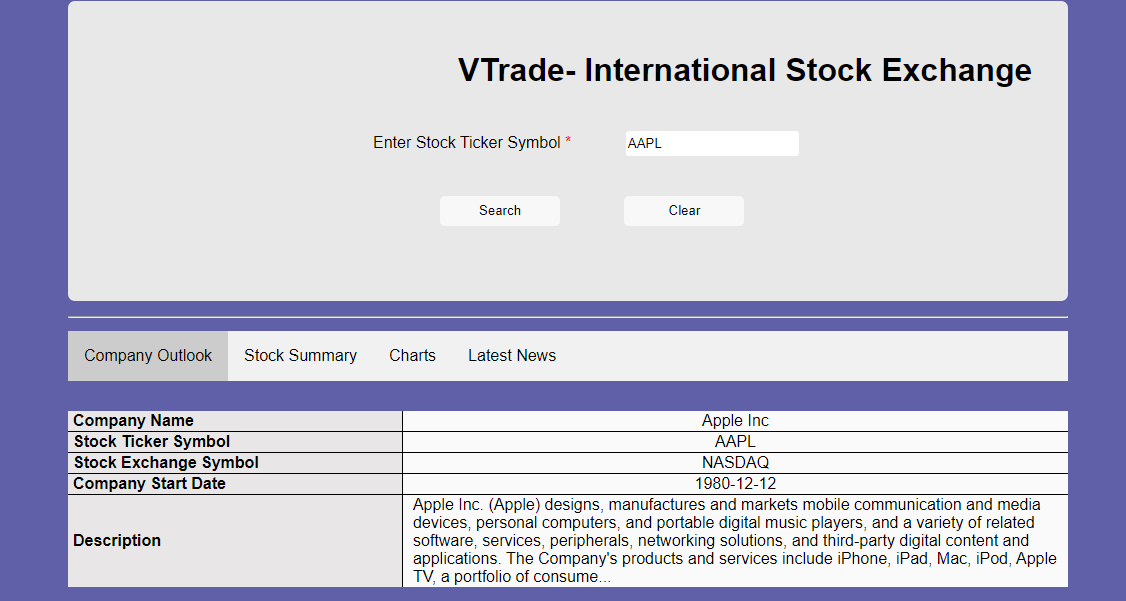 VTrade- International Stock Exchange
Enter Stock Ticker Symbol * AAPL
Search Clear
Company Outlook Stock Summary Charts Latest News
Company Name Apple Inc
Stock Ticker Symbol AAPL
Stock Exchange Symbol NASDAQ
Company Start Date 1980-12-12
Description
Apple Inc. (Apple) designs, manufactures and markets mobile communication and media
devices, personal computers, and portable digital music players, and a variety of related
software, services, peripherals, networking solutions, and third-party digital content and
applications. The Company's products and services include iPhone, iPad, Mac, iPod, Apple
TV, a portfolio of consume...